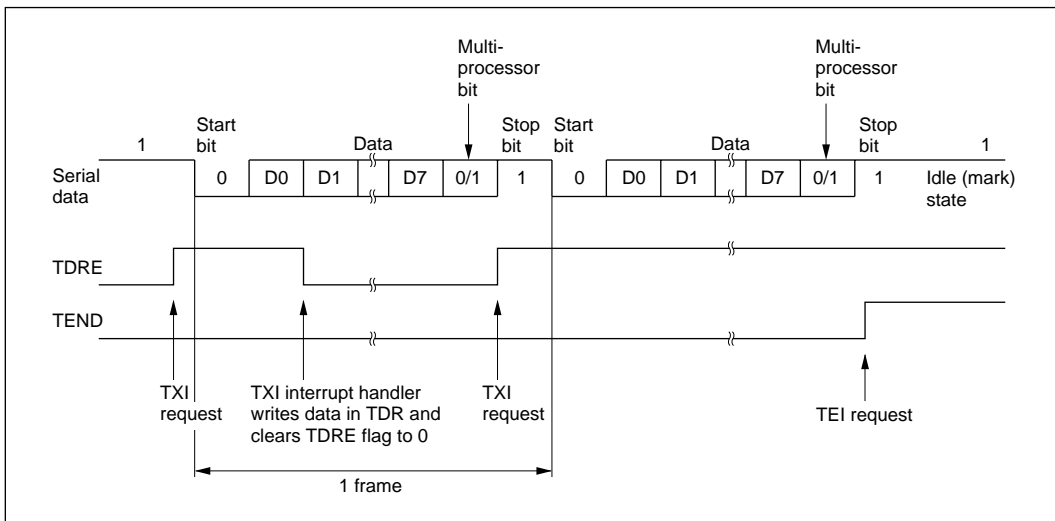 Multi-
processor
bit
Multi-
processor
bit
1
Start
bit
Data
Stop
bit
Start
bit
Data
Stop
bit
1
Serial
data
0 D0 D1 D7 0/1 1 0 D0 D1 D7 0/1 1
Idle (mark)
state
TDRE
TEND
TXI
request
TXI interrupt handler
writes data in TDR and
clears TDRE flag to 0
TXI
request
TEI request
1 frame